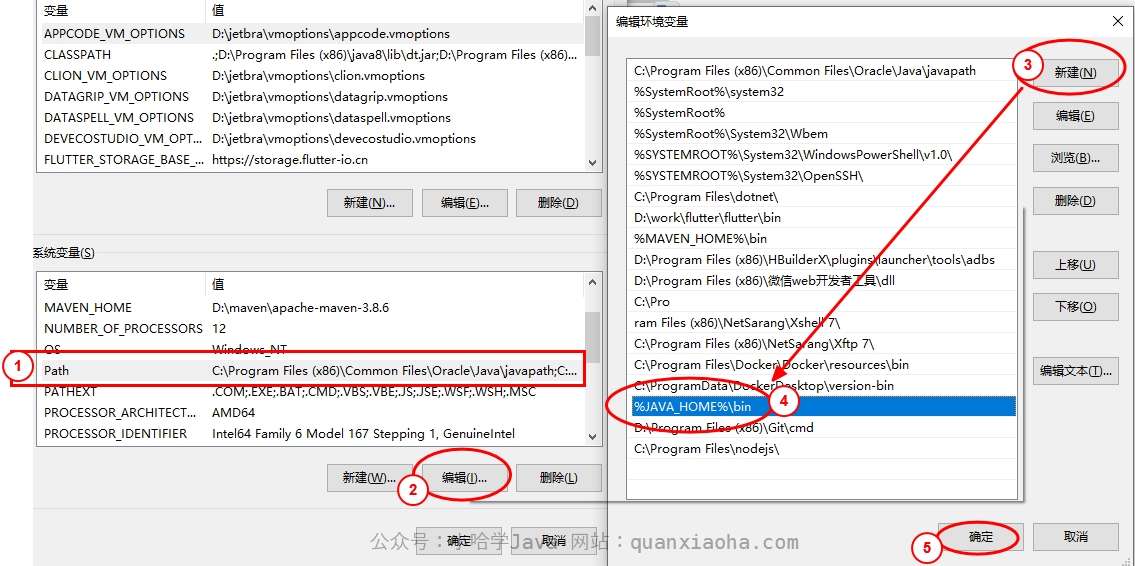 变量 值
APPCODE_VM_OPTIONS D:\jetbra\vmoptions\appcode.vmoptions
CLASSPATH .;D:\Program Files (x86)\java8\lib\dt.jar;D:\Program Files (x86)...
CLION_VM_OPTIONS D:\jetbra\vmoptions\clion.vmoptions
DATAGRIP_VM_OPTIONS D:\jetbra\vmoptions\datagrip.vmoptions
DATASPELL_VM_OPTIONS D:\jetbra\vmoptions\dataspell.vmoptions
DEVECOSTUDIO_VM_OPT... D:\jetbra\vmoptions\devecostudio.vmoptions
FLUTTER_STORAGE_BASE_... https://storage.flutter-io.cn
新建(N)... 编辑(E)... 删除(D)
系统变量(S)
变量 值
MAVEN_HOME D:\maven\apache-maven-3.8.6
NUMBER_OF_PROCESSORS 12
OS Windows_NT
1
Path C:\Program Files (x86)\Common Files\Oracle\Java\javapath;C:...
PATHEXT .COM;.EXE;.BAT;.CMD;.VBS;.VBE;.JS;.JSE;.WSF;.WSH;.MSC
PROCESSOR_ARCHITECT... AMD64
PROCESSOR_IDENTIFIER Intel64 Family 6 Model 167 Stepping 1, GenuineIntel
新建(W)... 编辑(I)... 删除(L)
2
确定 取消
编辑环境变量
C:\Program Files (x86)\Common Files\Oracle\Java\javapath
%SystemRoot%\system32
%SystemRoot%
%SystemRoot%\System32\Wbem
%SYSTEMROOT%\System32\WindowsPowerShell\v1.0\
%SYSTEMROOT%\System32\OpenSSH\
C:\Program Files\dotnet\
D:\work\flutter\flutter\bin
%MAVEN_HOME%\bin
D:\Program Files (x86)\HBuilderX\plugins\launcher\tools\adbs
D:\Program Files (x86)\微信web开发者工具\dll
C:\Pro
ram Files (x86)\NetSarang\Xshell 7\
C:\Program Files (x86)\NetSarang\Xftp 7\
C:\Program Files\Docker\Docker\resources\bin
C:\ProgramData\DockerDesktop\version-bin
%JAVA_HOME%\bin
4
D:\Program Files (x86)\Git\cmd
C:\Program Files\nodejs\
3
新建(N)
编辑(E)
浏览(B)...
删除(D)
上移(U)
下移(O)
编辑文本(T)...
5
确定 取消
公众号：小哈学Java 网站：quanxiaoha.com